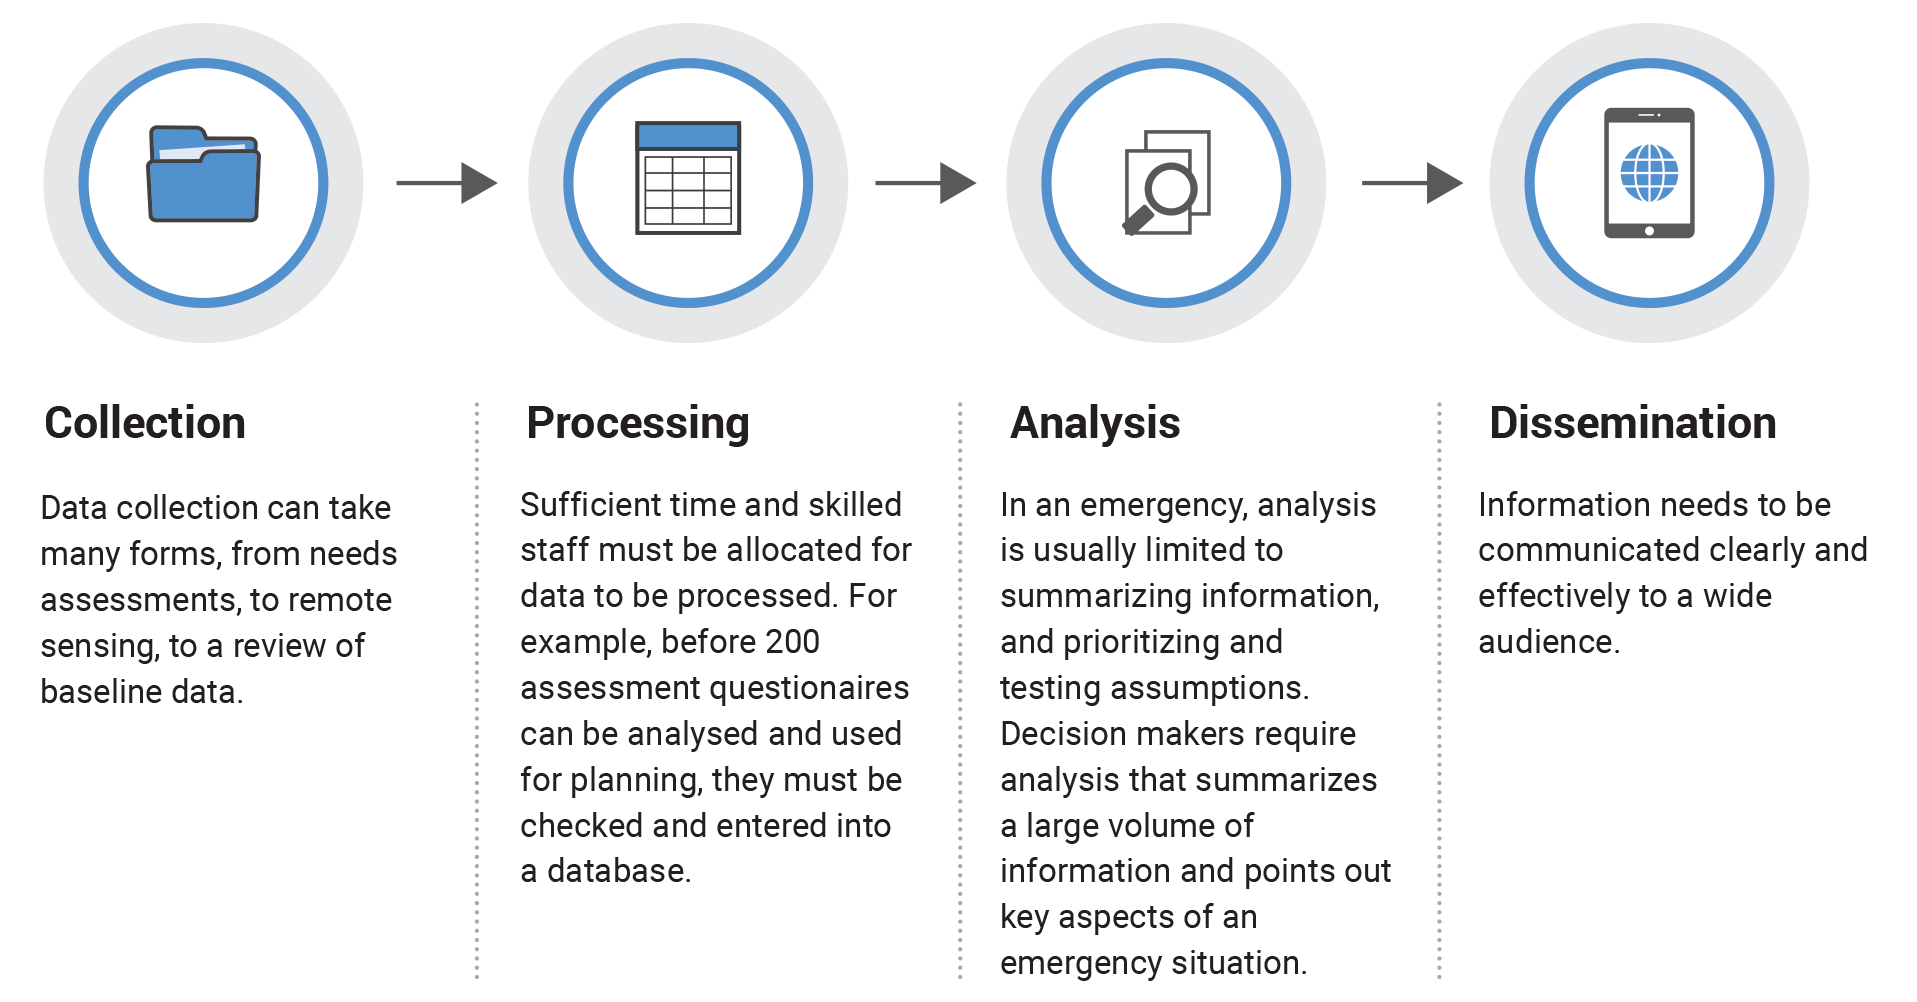 Collection
Data collection can take
many forms, from needs
assessments, to remote
sensing, to a review of
baseline data.
Processing
Sufficient time and skilled
staff must be allocated for
data to be processed. For
example, before 200
assessment questionaires
can be analysed and used
for planning, they must be
checked and entered into
a database.
Analysis
In an emergency, analysis
is usually limited to
summarizing information,
and prioritizing and
testing assumptions.
Decision makers require
analysis that summarizes
a large volume of
information and points out
key aspects of an
emergency situation.
Dissemination
Information needs to be
communicated clearly and
effectively to a wide
audience.